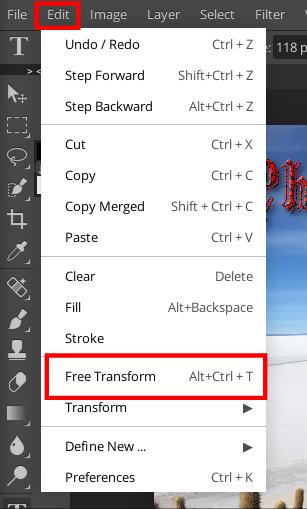 File Edit Image Layer Select Filter
T : 118 p
> <
Undo / Redo Ctrl + Z
Step Forward Shift+Ctrl + Z
Step Backward Alt+Ctrl + Z
Cut Ctrl + X
Copy Ctrl + C
Copy Merged Shift + Ctrl + C
Paste Ctrl + V
Clear Delete
Fill Alt+Backspace
Stroke
Free Transform Alt+Ctrl + T
Transform ▶
Define New ... ▶
Preferences Ctrl + K